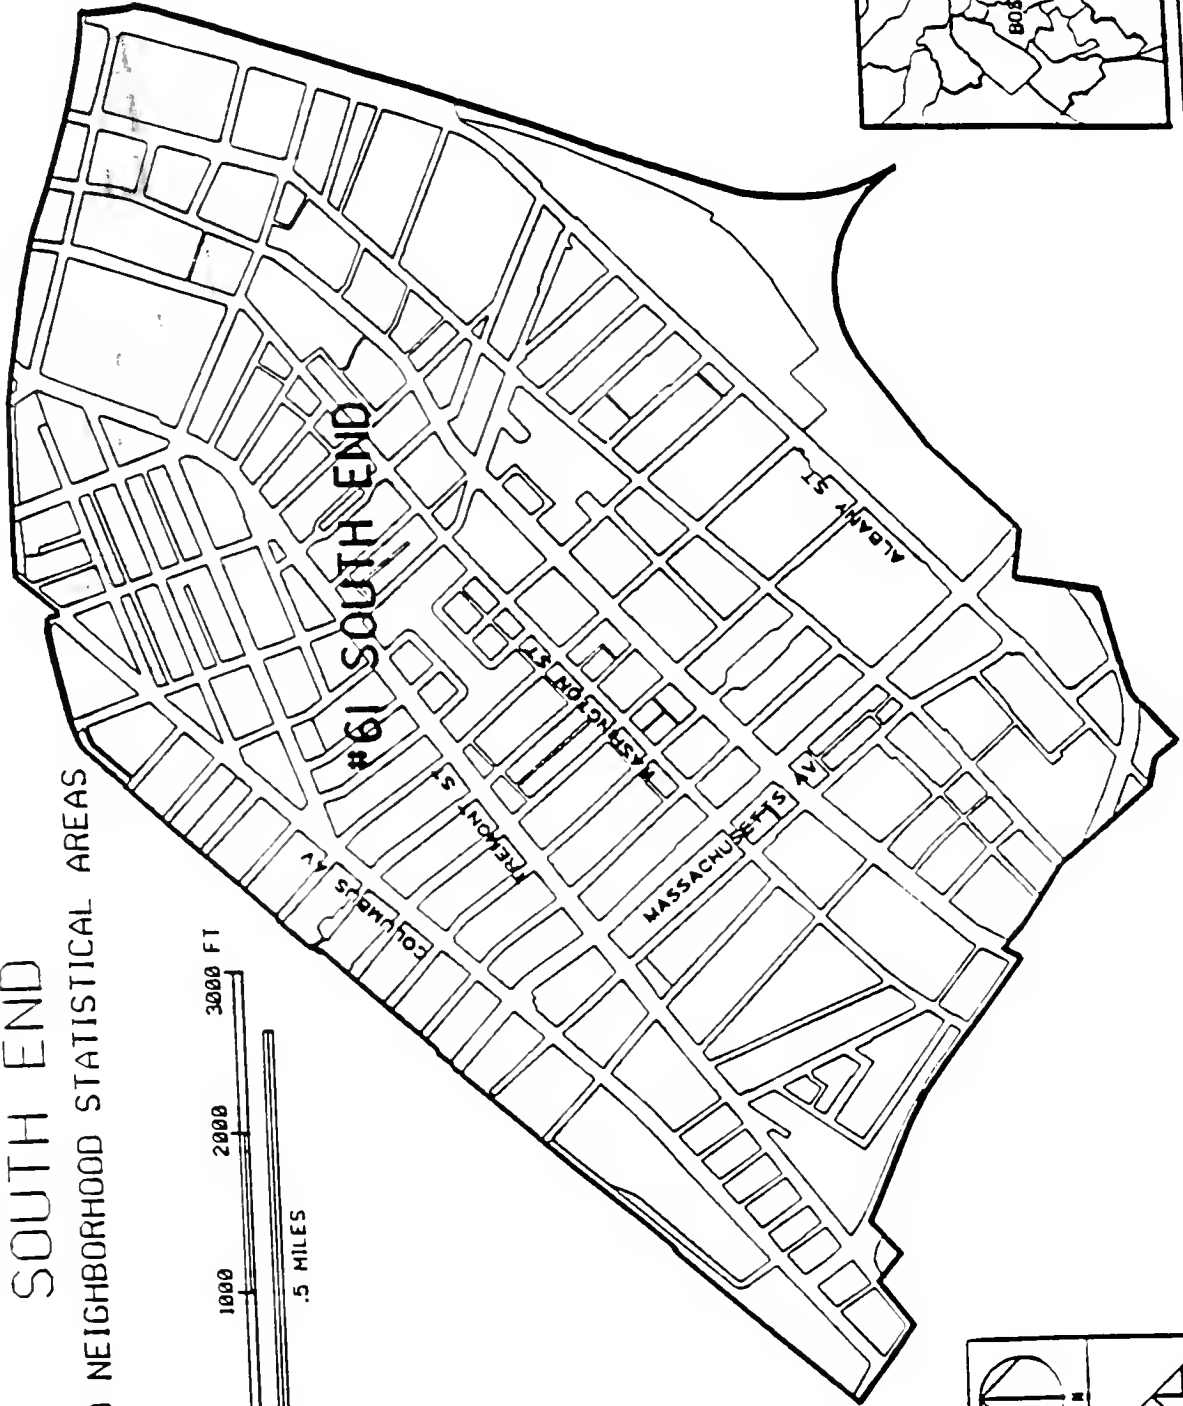 SOUTH END
NEIGHBORHOOD STATISTICAL AREAS
1000 2000 3000 FT
.5 MILES
#61 SOUTH END
COLUMBUS AV
TREMONT ST
WASHINGTON ST
ALBANY ST
MASSACHUSETTS AV
BOS